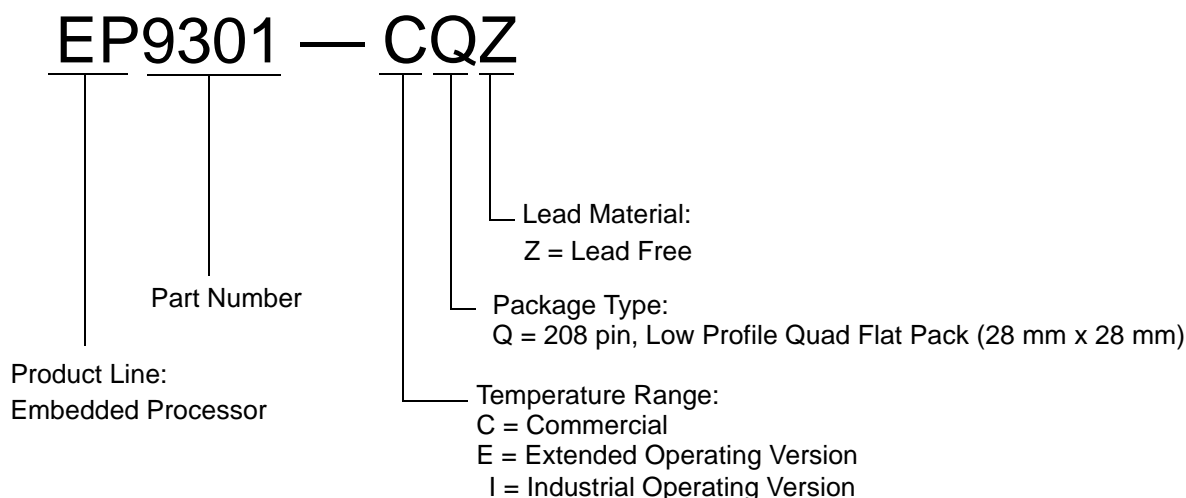 EP9301 — CQZ
Lead Material:
Z = Lead Free
Part Number
Package Type:
Q = 208 pin, Low Profile Quad Flat Pack (28 mm x 28 mm)
Product Line:
Embedded Processor
Temperature Range:
C = Commercial
E = Extended Operating Version
I = Industrial Operating Version